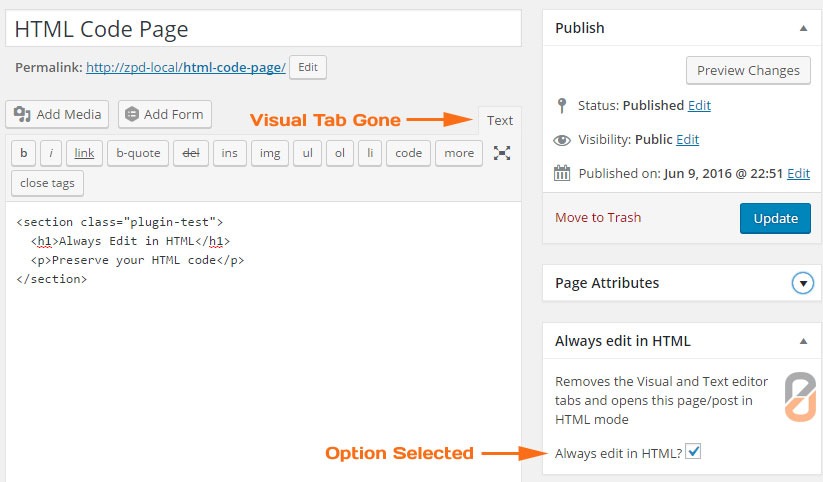 HTML Code Page
Permalink: http://zpd-local/html-code-page/ Edit
Add Media Add Form
Visual Tab Gone
Text
b i link b-quote del ins img ul ol li code more
close tags
<section class="plugin-test">
<h1>Always Edit in HTML</h1>
<p>Preserve your HTML code</p>
</section>
Publish
Preview Changes
Status: Published Edit
Visibility: Public Edit
Published on: Jun 9, 2016 @ 22:51 Edit
Move to Trash
Update
Page Attributes
Always edit in HTML
Removes the Visual and Text editor
tabs and opens this page/post in
HTML mode
Option Selected
Always edit in HTML?